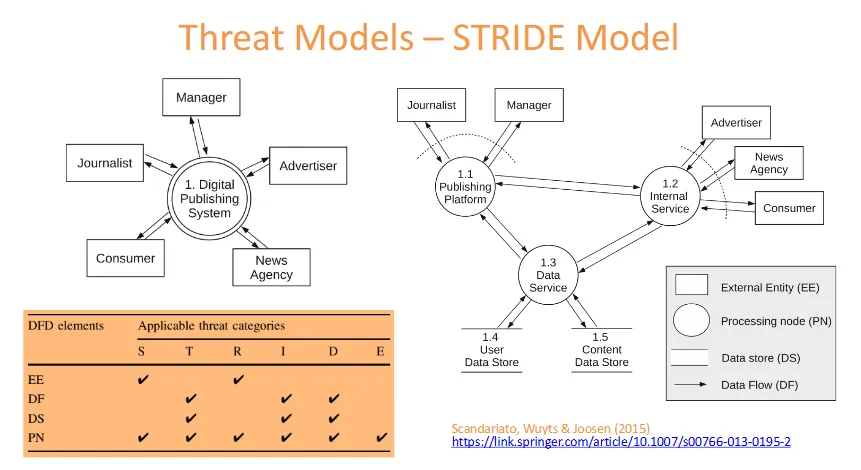 Threat Models – STRIDE Model
Manager
Journalist
1. Digital
Publishing
System
Advertiser
Consumer
News
Agency
Journalist
Manager
Advertiser
1.1
Publishing
Platform
1.2
Internal
Service
News
Agency
Consumer
1.3
Data
Service
1.4
User
Data Store
1.5
Content
Data Store
External Entity (EE)
Processing node (PN)
Data store (DS)
Data Flow (DF)
DFD elements Applicable threat categories
S T R I D E
EE ✔ ✔
DF ✔ ✔ ✔
DS ✔ ✔ ✔
PN ✔ ✔ ✔ ✔ ✔ ✔
Scandariato, Wuyts & Joosen (2015)
https://link.springer.com/article/10.1007/s00766-013-0195-2